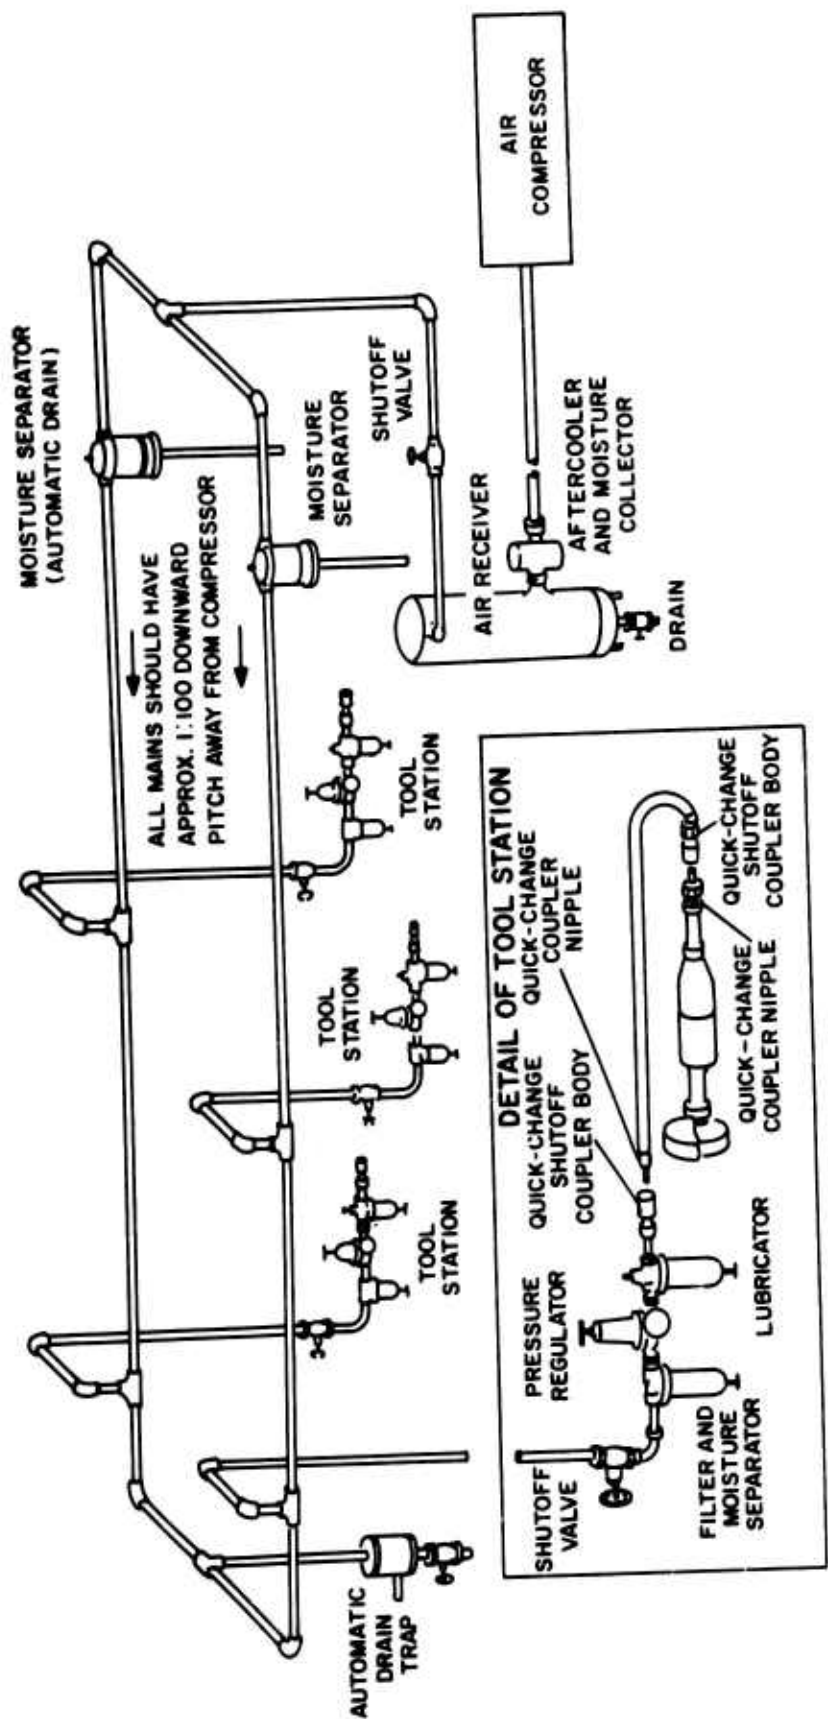 MOISTURE SEPARATOR
(AUTOMATIC DRAIN)
ALL MAINS SHOULD HAVE
APPROX. 1:100 DOWNWARD
PITCH AWAY FROM COMPRESSOR
MOISTURE
SEPARATOR
SHUTOFF
VALVE
AIR
COMPRESSOR
AIR RECEIVER
AFTERCOOLER
AND MOISTURE
COLLECTOR
DRAIN
TOOL
STATION
TOOL
STATION
TOOL
STATION
AUTOMATIC
DRAIN
TRAP
DETAIL OF TOOL STATION
SHUTOFF
VALVE
PRESSURE
REGULATOR
QUICK-CHANGE
SHUTOFF
COUPLER BODY
QUICK-CHANGE
COUPLER
NIPPLE
FILTER AND
MOISTURE
SEPARATOR
LUBRICATOR
QUICK-CHANGE
COUPLER NIPPLE
QUICK-CHANGE
SHUTOFF
COUPLER BODY